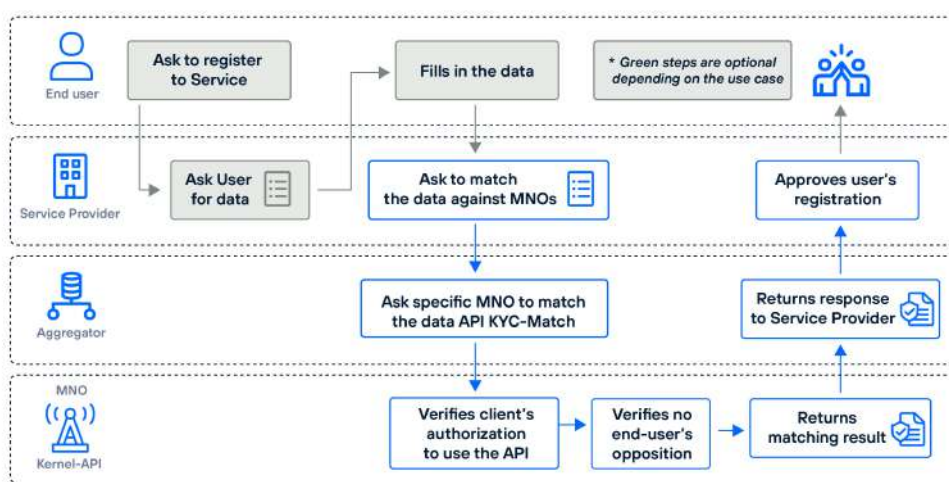 End user
Ask to register
to Service
Fills in the data
* Green steps are optional
depending on the use case
Service Provider
Ask User
for data
Ask to match
the data against MNOs
Approves user's
registration
Aggregator
Ask specific MNO to match
the data API KYC-Match
Returns response
to Service Provider
MNO
Kernel-API
Verifies client's
authorization
to use the API
Verifies no
end-user's
opposition
Returns
matching result